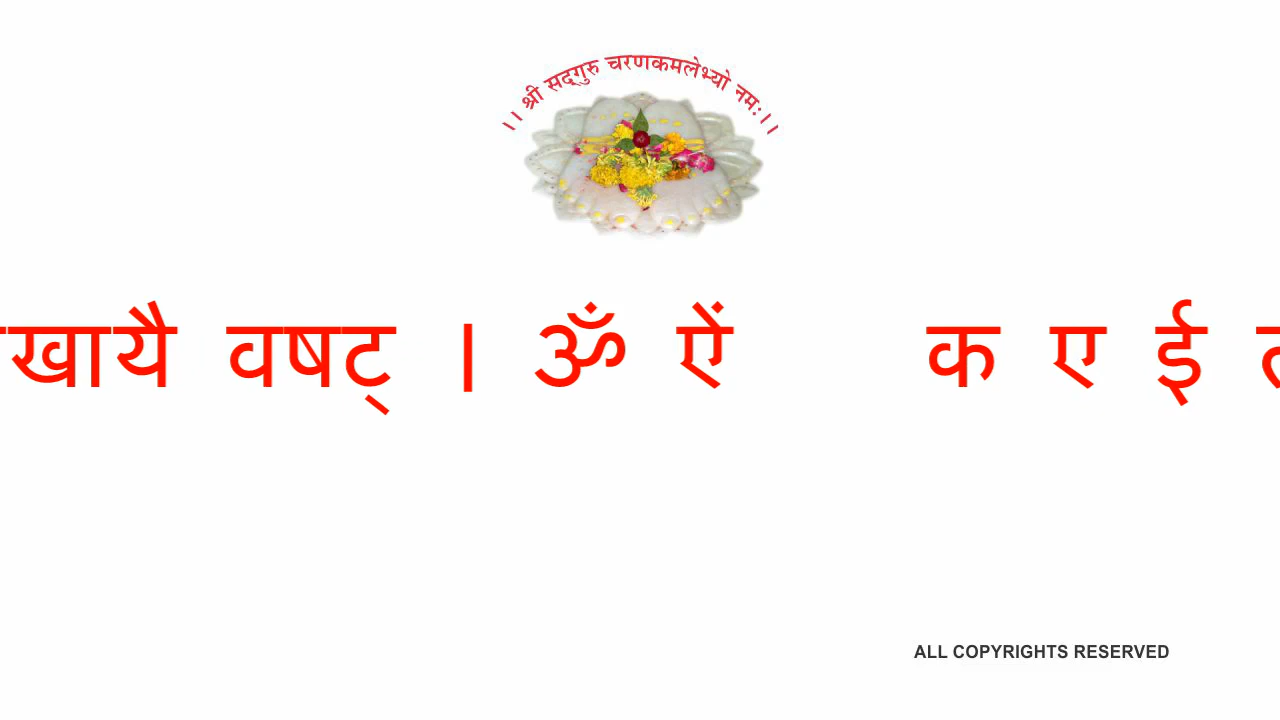 ।। श्री सद्‌गुरु चरणकमलेभ्यो नमः।।
खायै वषट् । ॐ ऐं क ए ई
ALL COPYRIGHTS RESERVED